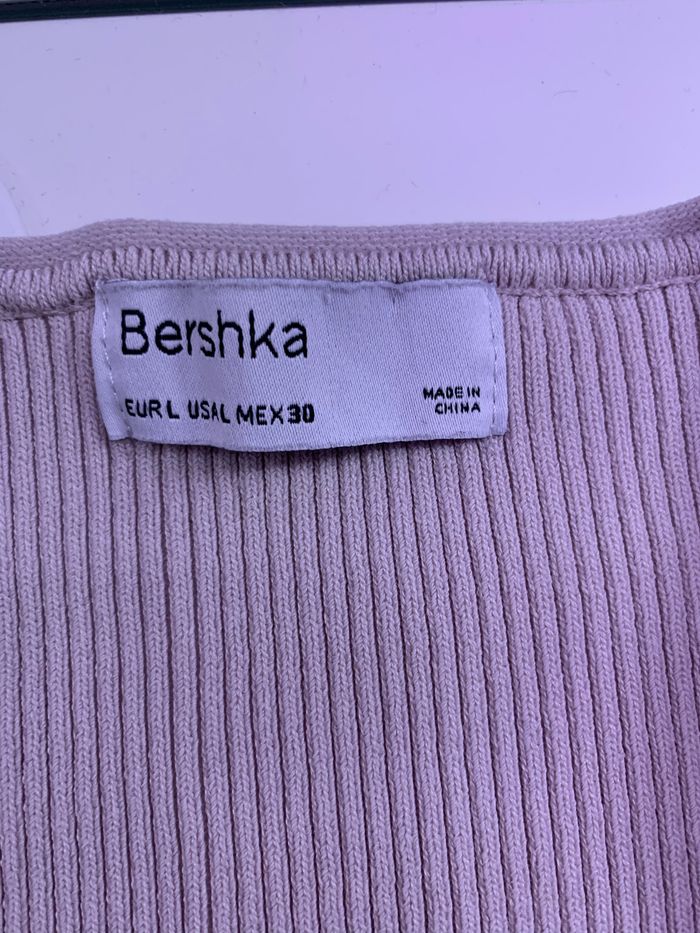 Bershka
EUR L USA L MEX 30
MADE IN
CHINA